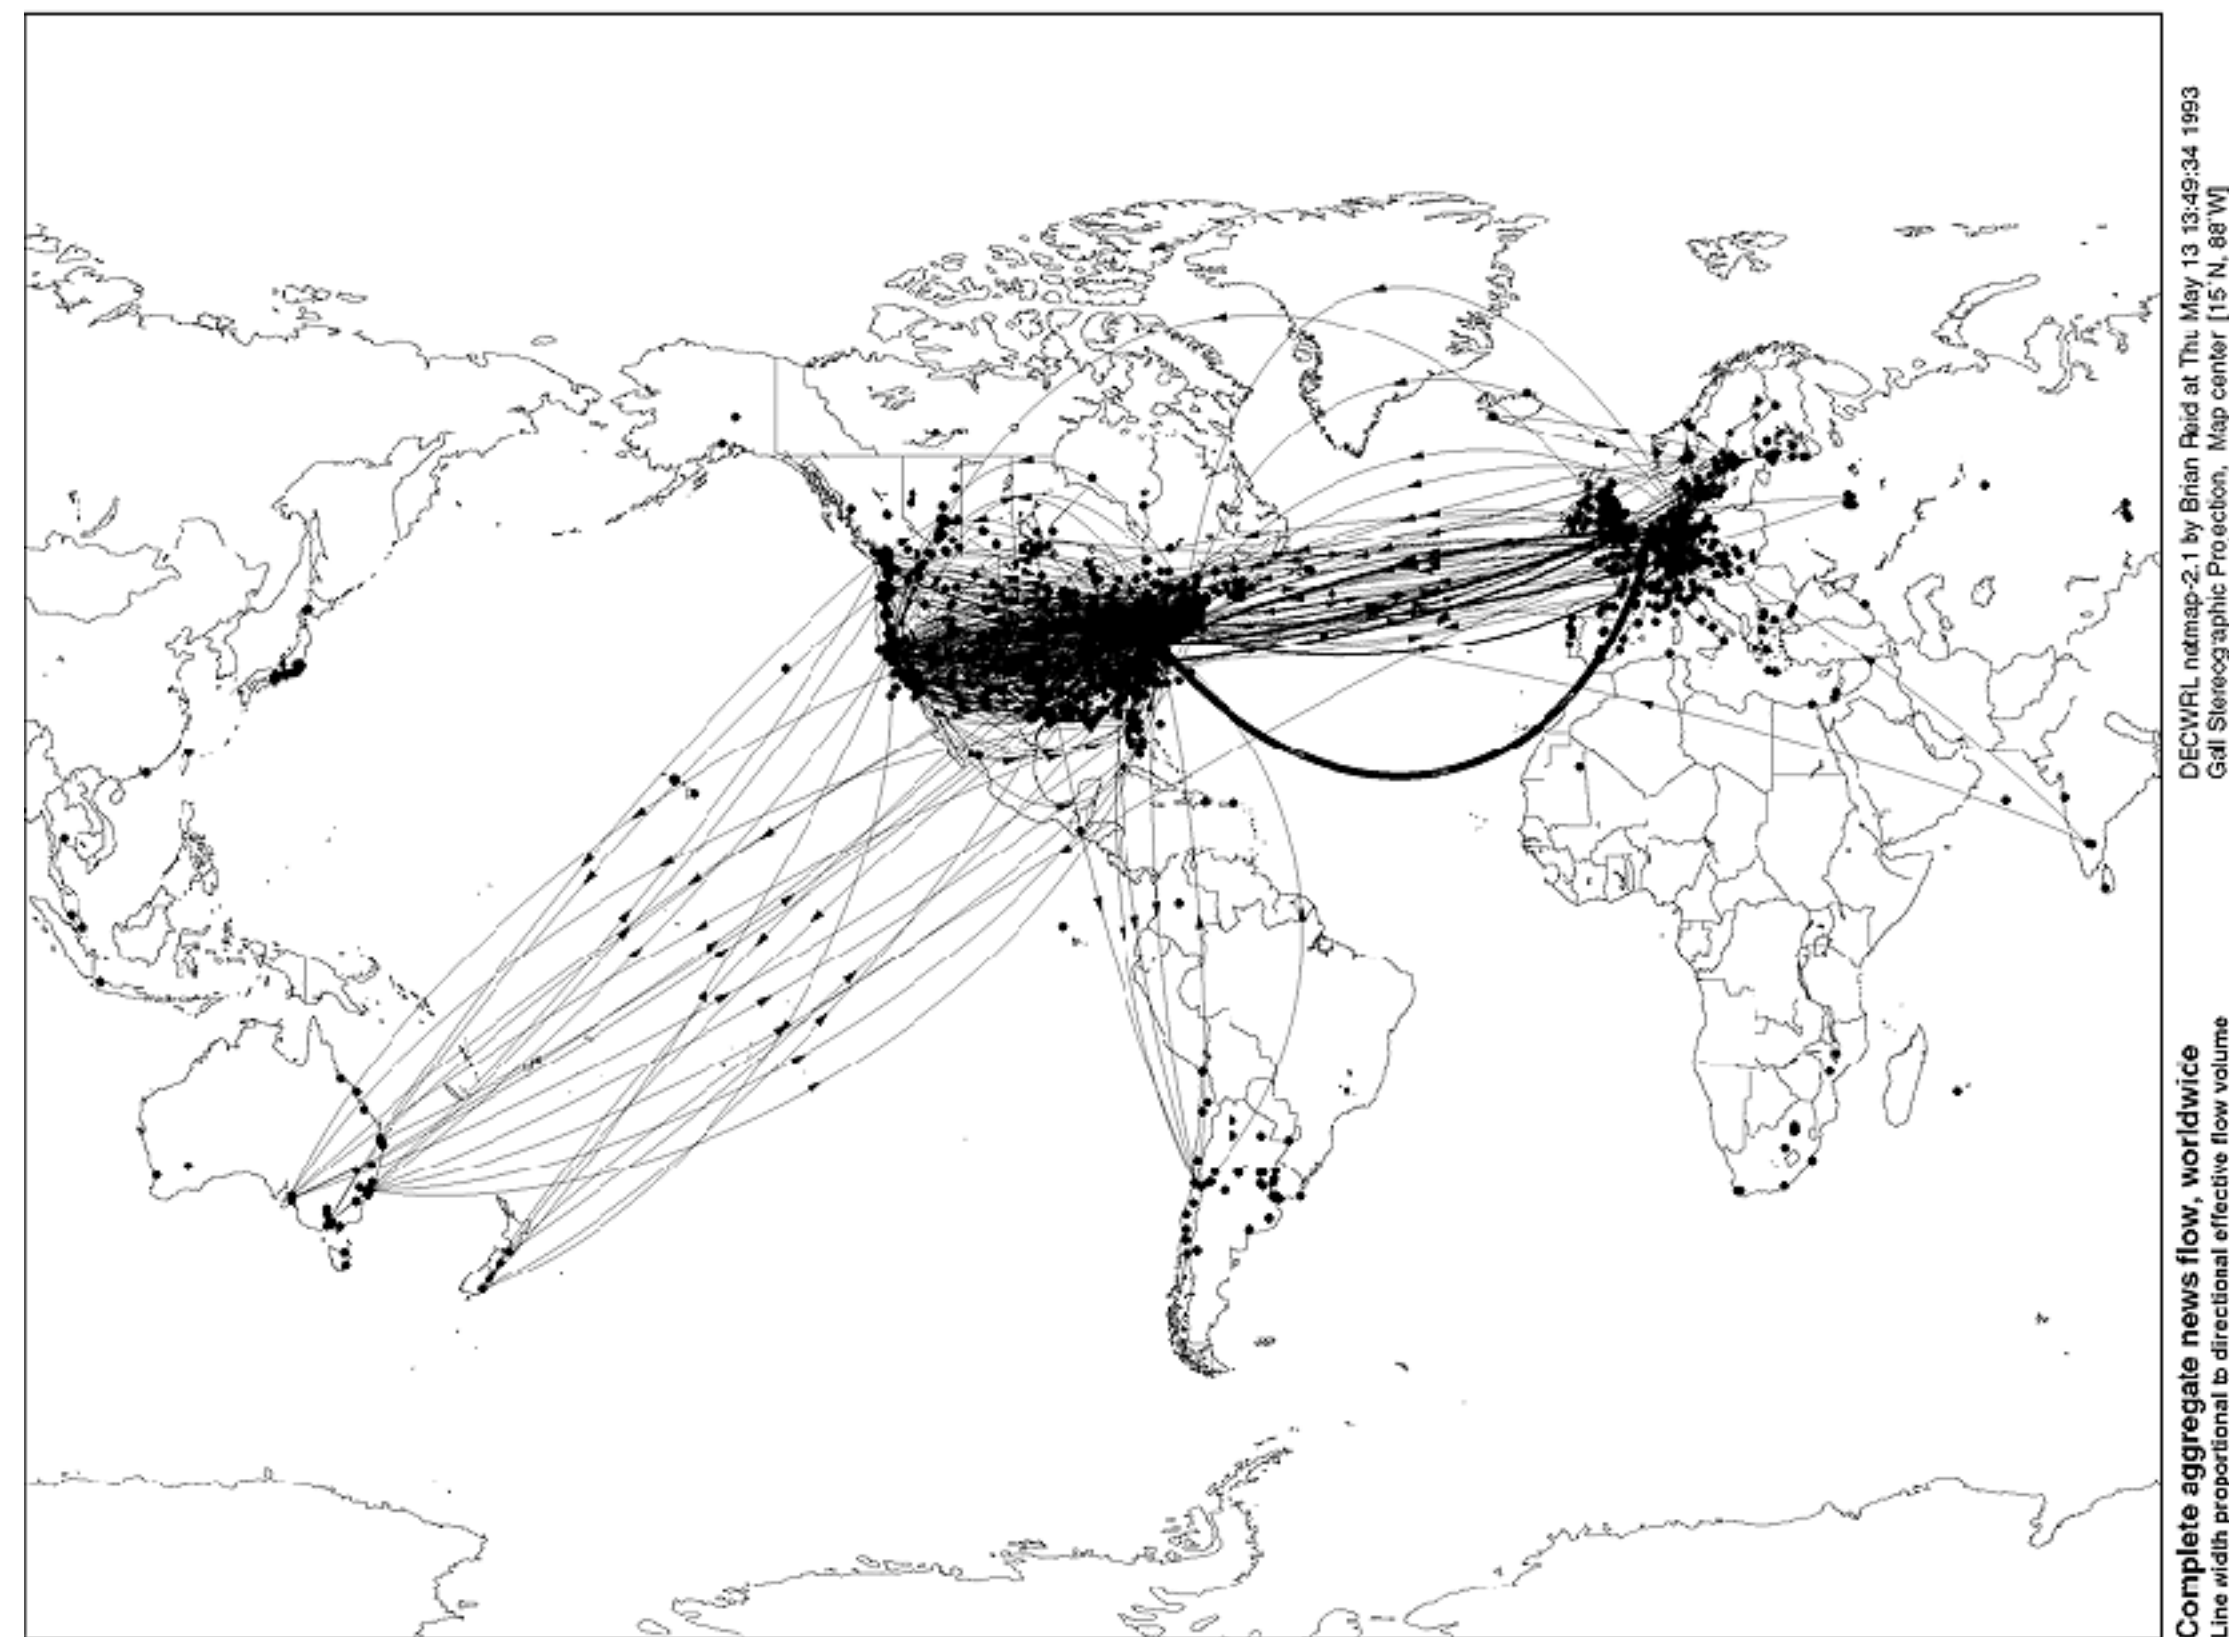 Complete aggregate news flow, worldwide
Line width proportional to directional effective flow volume
DECWRL netmap-2.1 by Brian Reid at Thu May 13 13:49:34 1993
Gall Stereographic Projection, Map center [15°N, 88°W]